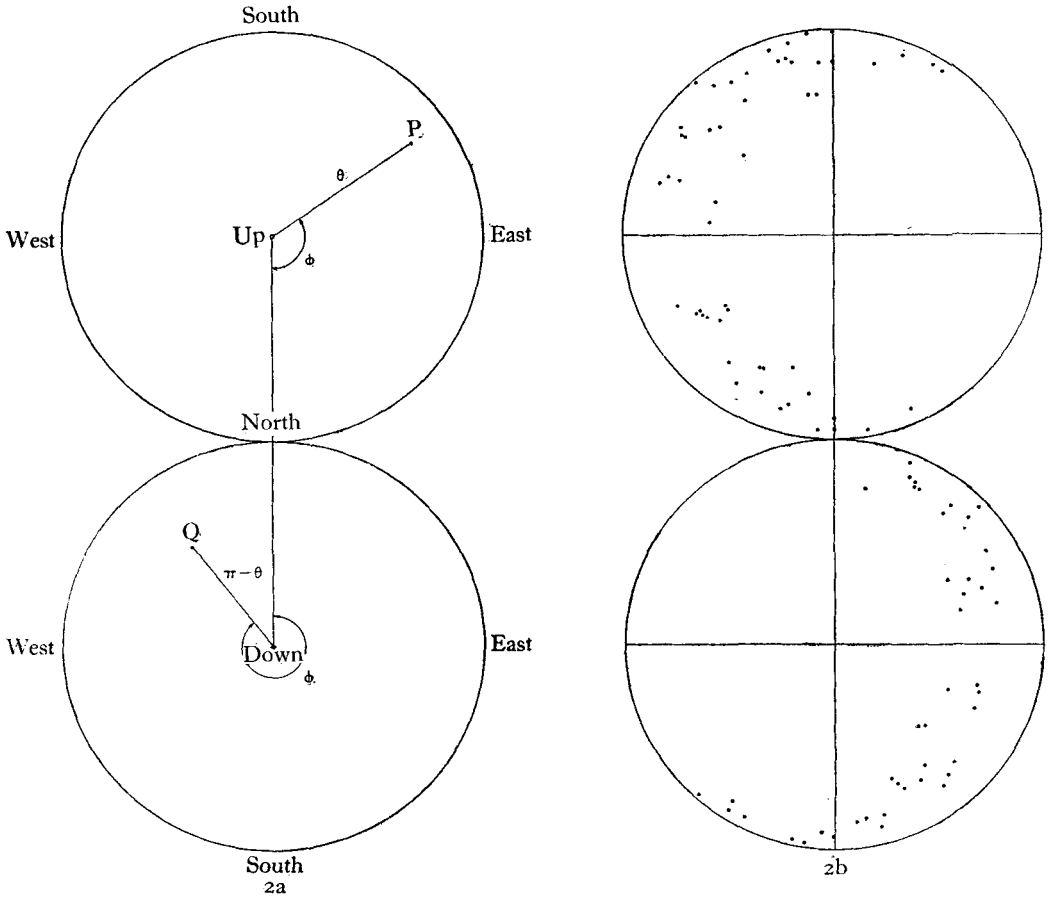 South
P
θ
West Up East
ϕ
North
Q
π−θ
West Down East
ϕ
South
2a
2b